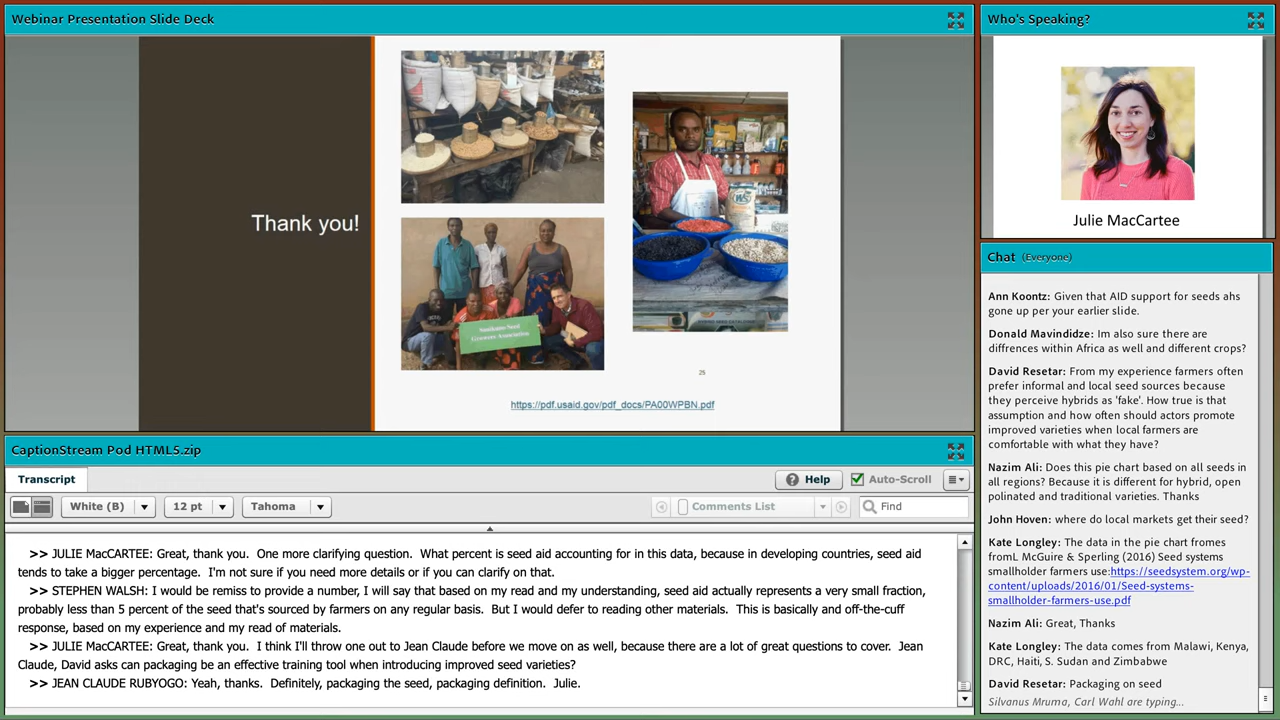 Webinar Presentation Slide Deck
Thank you!
25
https://pdf.usaid.gov/pdf_docs/PA00WPBN.pdf
Who's Speaking?
Julie MacCartee
CaptionStream Pod HTML5.zip
Transcript
Help
Auto-Scroll
White (B)
12 pt
Tahoma
Comments List
Find
>> JULIE MacCARTEE: Great, thank you. One more clarifying question. What percent is seed aid accounting for in this data, because in developing countries, seed aid
tends to take a bigger percentage. I'm not sure if you need more details or if you can clarify on that.
>> STEPHEN WALSH: I would be remiss to provide a number, I will say that's based on my read and my understanding, seed aid actually represents a very small fraction,
probably less than 5 percent of the seed that's sourced by farmers on any regular basis. But I would defer to reading other materials. This is basically and off-the-cuff
response, based on my experience and my read of materials.
>> JULIE MacCARTEE: Great, thank you. I think I'll throw one out to Jean Claude before we move on as well, because there are a lot of great questions to cover. Jean
Claude, David asks can packaging be an effective training tool when introducing improved seed varieties?
>> JEAN CLAUDE RUBYOGO: Yeah, thanks. Definitely, packaging the seed, packaging definition. Julie.
Chat (Everyone)
Ann Koontz: Given that AID support for seeds ahs
gone up per your earlier slide.
Donald Mavindidze: Im also sure there are
diffrences within Africa as well and different crops?
David Resetar: From my experience farmers often
prefer informal and local seed sources because
they perceive hybrids as 'fake'. How true is that
assumption and how often should actors promote
improved varieties when local farmers are
comfortable with what they have?
Nazim Ali: Does this pie chart based on all seeds in
all regions? Because it is different for hybrid, open
polinated and traditional varieties. Thanks
John Hoven: where do local markets get their seed?
Kate Longley: The data in the pie chart fromes
fromL McGuire & Sperling (2016) Seed systems
smallholder farmers use:https://seedsystem.org/wp-
content/uploads/2016/01/Seed-systems-
smallholder-farmers-use.pdf
Nazim Ali: Great, Thanks
Kate Longley: The data comes from Malawi, Kenya,
DRC, Haiti, S. Sudan and Zimbabwe
David Resetar: Packaging on seed
Silvanus Mruma, Carl Wahl are typing...